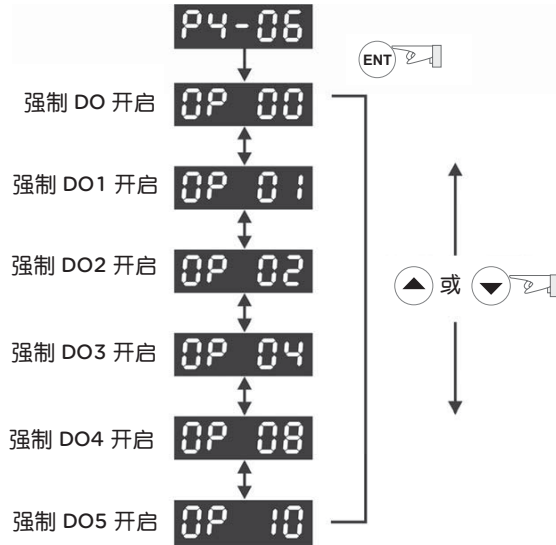 P4-06
ENT
强制 DO 开启 OP 00
强制 DO1 开启 OP 01
强制 DO2 开启 OP 02
或
强制 DO3 开启 OP 04
强制 DO4 开启 OP 08
强制 DO5 开启 OP 10